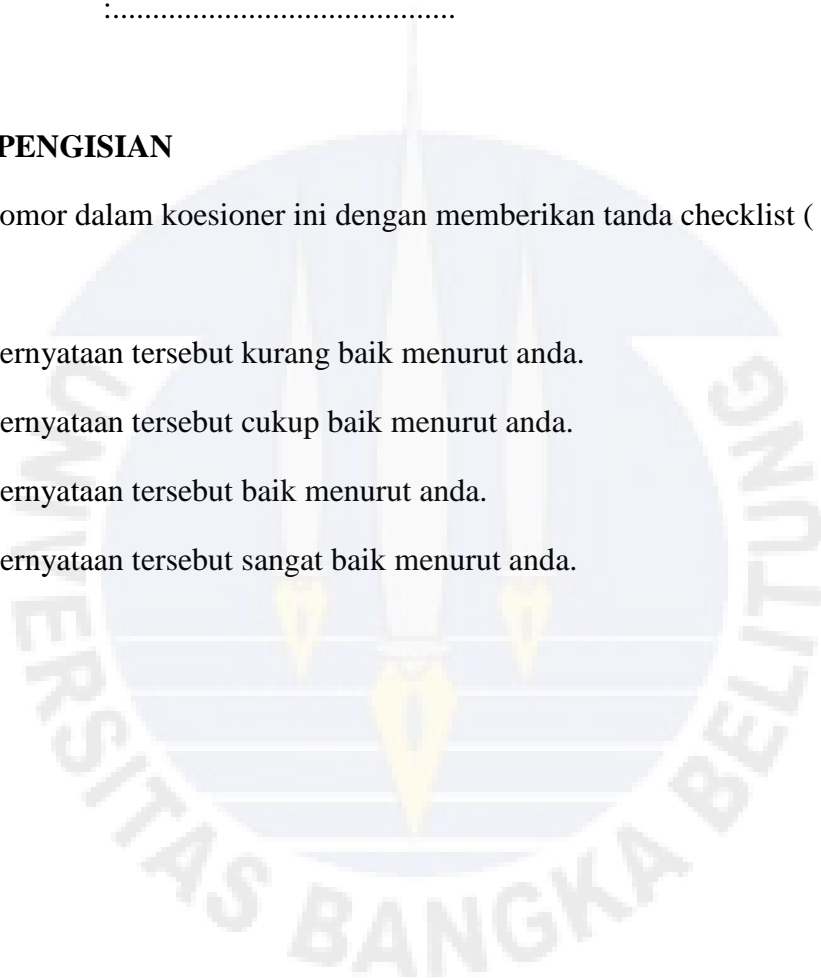 :...........................................
PENGISIAN
omor dalam koesioner ini dengan memberikan tanda checklist (
ernyataan tersebut kurang baik menurut anda.
ernyataan tersebut cukup baik menurut anda.
ernyataan tersebut baik menurut anda.
ernyataan tersebut sangat baik menurut anda.
UNIVERSITAS BANGKA BELITUNG